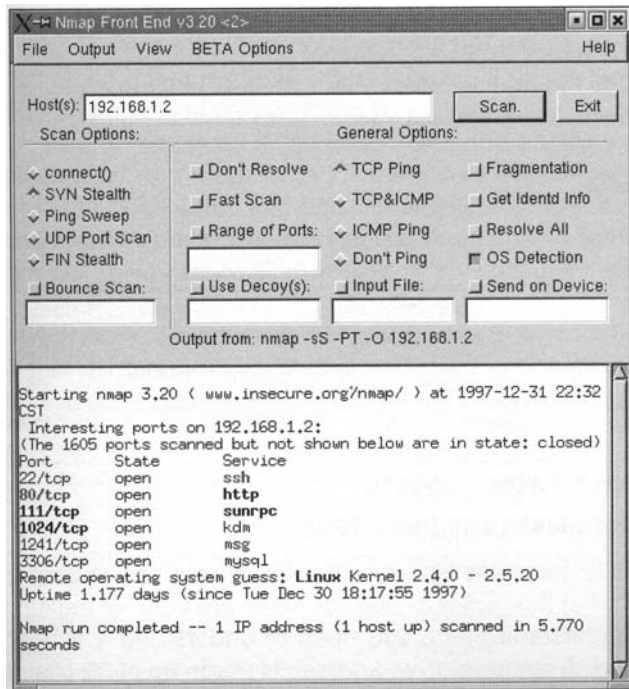 Nmap Front End v3.20 <2>
File Output View BETA Options Help
Host(s): 192.168.1.2 Scan. Exit
Scan Options: General Options:
connect() Don't Resolve TCP Ping Fragmentation
SYN Stealth Fast Scan TCP&ICMP Get Identd Info
Ping Sweep Range of Ports: ICMP Ping Resolve All
UDP Port Scan Don't Ping OS Detection
FIN Stealth
Bounce Scan: Use Decoy(s): Input File: Send on Device:
Output from: nmap -sS -PT -O 192.168.1.2
Starting nmap 3.20 ( www.insecure.org/nmap/ ) at 1997-12-31 22:32
CST
Interesting ports on 192.168.1.2:
(The 1605 ports scanned but not shown below are in state: closed)
Port State Service
22/tcp open ssh
80/tcp open http
111/tcp open sunrpc
1024/tcp open kdm
1241/tcp open msg
3306/tcp open mysql
Remote operating system guess: Linux Kernel 2.4.0 - 2.5.20
Uptime 1.177 days (since Tue Dec 30 18:17:55 1997)
Nmap run completed -- 1 IP address (1 host up) scanned in 5.770
seconds